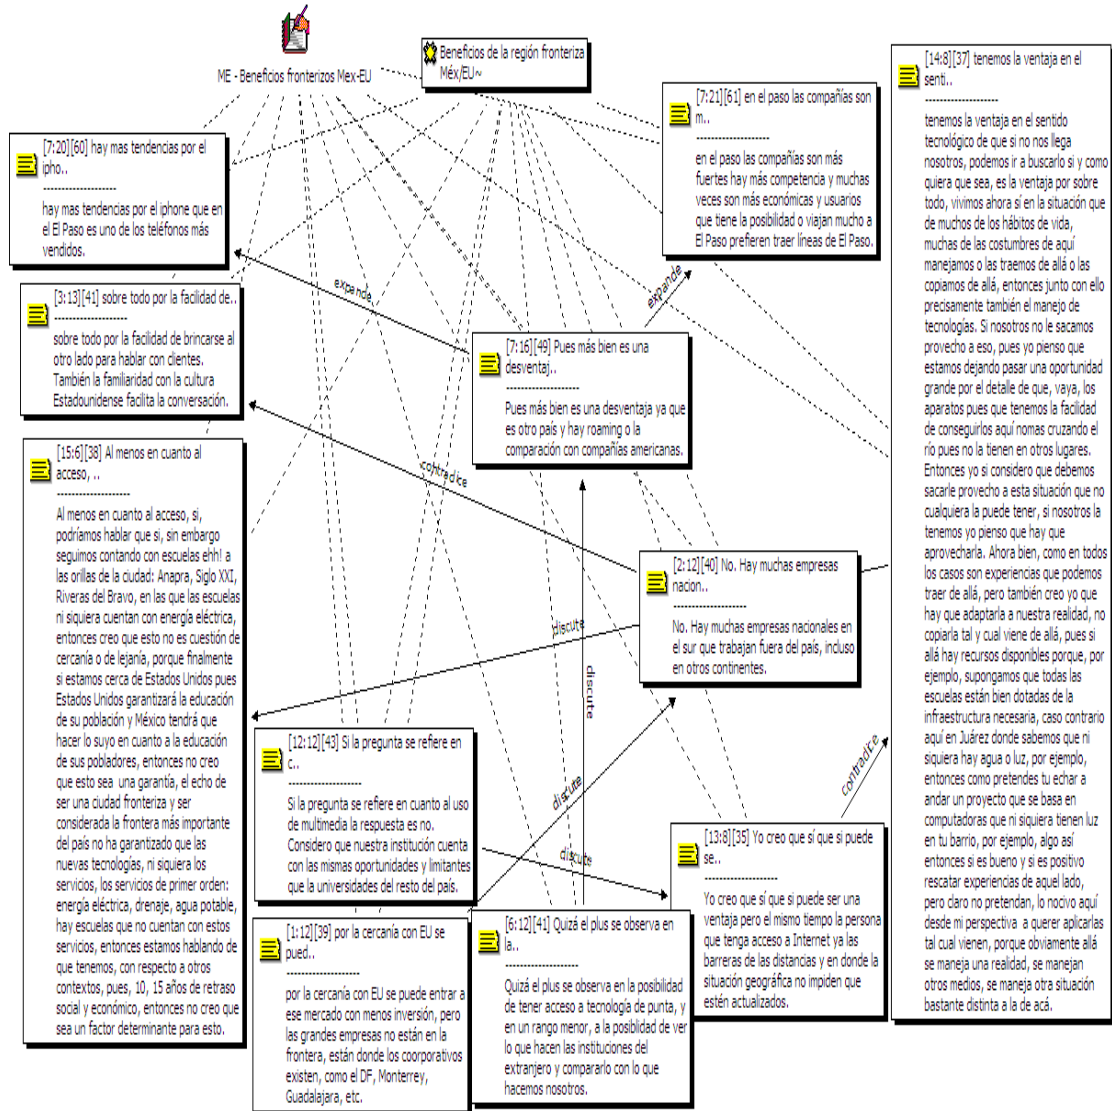 ME - Beneficios fronterizos Mex-EU
Beneficios de la región fronteriza
Méx/EU~
[7:20][60] hay mas tendencias por el
ipho..
--------------------
hay mas tendencias por el iphone que en
el El Paso es uno de los teléfonos más
vendidos.
[7:21][61] en el paso las compañías son
m..
--------------------
en el paso las compañías son más
fuertes hay más competencia y muchas
veces son más económicas y usuarios
que tiene la posibilidad o viajan mucho a
El Paso prefieren traer líneas de El Paso.
[14:8][37] tenemos la ventaja en el
senti..
--------------------
tenemos la ventaja en el sentido
tecnológico de que si no nos llega
nosotros, podemos ir a buscarlo si y como
quiera que sea, es la ventaja por sobre
todo, vivimos ahora sí en la situación que
de muchos de los hábitos de vida,
muchas de las costumbres de aquí
manejamos o las traemos de allá o las
copiamos de allá, entonces junto con ello
precisamente también el manejo de
tecnologías. Si nosotros no le sacamos
provecho a eso, pues yo pienso que
estamos dejando pasar una oportunidad
grande por el detalle de que, vaya, los
aparatos pues que tenemos la facilidad
de conseguirlos aquí nomas cruzando el
río pues no la tienen en otros lugares.
Entonces yo si considero que debemos
sacarle provecho a esta situación que no
cualquiera la puede tener, si nosotros la
tenemos yo pienso que hay que
aprovecharla. Ahora bien, como en todos
los casos son experiencias que podemos
traer de allá, pero también creo yo que
hay que adaptarla a nuestra realidad, no
copiarla tal y cual viene de allá, pues si
allá hay recursos disponibles porque, por
ejemplo, supongamos que todas las
escuelas están bien dotadas de la
infraestructura necesaria, caso contrario
aquí en Juárez donde sabemos que ni
siquiera hay agua o luz, por ejemplo,
entonces como pretendes tu echar a
andar un proyecto que se basa en
computadoras que ni siquiera tienen luz
en tu barrio, por ejemplo, algo así
entonces si es bueno y si es positivo
rescatar experiencias de aquel lado,
pero claro no pretendan, lo nocivo aquí
desde mi perspectiva a querer aplicarlas
tal cual vienen, porque obviamente allá
se maneja una realidad, se manejan
otros medios, se maneja otra situación
bastante distinta a la de acá.
expande
expande
[3:13][41] sobre todo por la facilidad de..
--------------------
sobre todo por la facilidad de brincarse al
otro lado para hablar con clientes.
También la familiaridad con la cultura
Estadounidense facilita la conversación.
[7:16][49] Pues más bien es una
desventaj..
--------------------
Pues más bien es una desventaja ya que
es otro país y hay roaming o la
comparación con compañías americanas.
contradice
[15:6][38] Al menos en cuanto al
acceso, ..
--------------------
Al menos en cuanto al acceso, si,
podríamos hablar que si, sin embargo
seguimos contando con escuelas ehh! a
las orillas de la ciudad: Anapra, Siglo XXI,
Riveras del Bravo, en las que las escuelas
ni siquiera cuentan con energía eléctrica,
entonces creo que esto no es cuestión de
cercanía o de lejanía, porque finalmente
si estamos cerca de Estados Unidos pues
Estados Unidos garantizará la educación
de su población y México tendrá que
hacer lo suyo en cuanto a la educación
de sus pobladores, entonces no creo
que esto sea una garantía, el echo de
ser una ciudad fronteriza y ser
considerada la frontera más importante
del país no ha garantizado que las
nuevas tecnologías, ni siquiera los
servicios, los servicios de primer orden:
energía eléctrica, drenaje, agua potable,
hay escuelas que no cuentan con estos
servicios, entonces estamos hablando de
que tenemos, con respecto a otros
contextos, pues, 10, 15 años de retraso
social y económico, entonces no creo que
sea un factor determinante para esto.
[2:12][40] No. Hay muchas empresas
nacion..
--------------------
No. Hay muchas empresas nacionales en
el sur que trabajan fuera del país, incluso
en otros continentes.
discute
discute
[12:12][43] Si la pregunta se refiere en
c..
--------------------
Si la pregunta se refiere en cuanto al uso
de multimedia la respuesta es no.
Considero que nuestra institución cuenta
con las mismas oportunidades y limitantes
que la universidades del resto del país.
discute
discute
contradice
[13:8][35] Yo creo que sí que si puede
se..
--------------------
Yo creo que sí que si puede ser una
ventaja pero el mismo tiempo la persona
que tenga acceso a Internet ya las
barreras de las distancias y en donde la
situación geográfica no impiden que
estén actualizados.
[1:12][39] por la cercanía con EU se
pued..
--------------------
por la cercanía con EU se puede entrar a
ese mercado con menos inversión, pero
las grandes empresas no están en la
frontera, están donde los coorporativos
existen, como el DF, Monterrey,
Guadalajara, etc.
[6:12][41] Quizá el plus se observa en
la..
--------------------
Quizá el plus se observa en la posibilidad
de tener acceso a tecnología de punta, y
en un rango menor, a la posiblidad de ver
lo que hacen las instituciones del
extranjero y compararlo con lo que
hacemos nosotros.